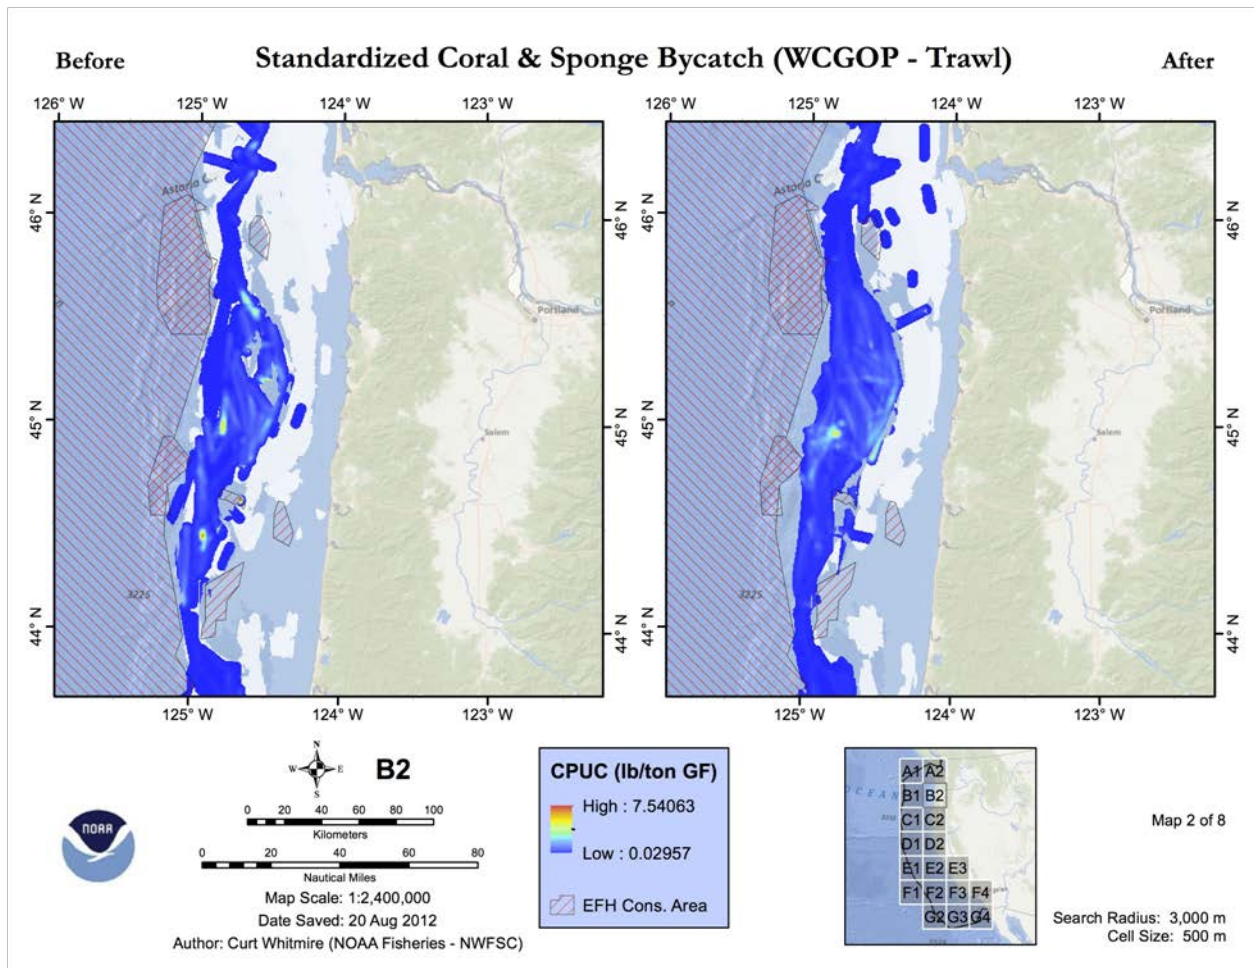 Before
Standardized Coral & Sponge Bycatch (WCGOP - Trawl)
After
126° W 125° W 124° W 123° W
126° W 125° W 124° W 123° W
46° N
45° N
44° N
46° N
45° N
44° N
46° N
45° N
44° N
Astoria C.
Portland
Salem
3225
Astoria C
Portland
Salem
3225
125° W 124° W 123° W
125° W 124° W 123° W
N
W E
S
B2
0 20 40 60 80 100
Kilometers
0 20 40 60 80
Nautical Miles
Map Scale: 1:2,400,000
Date Saved: 20 Aug 2012
Author: Curt Whitmire (NOAA Fisheries - NWFSC)
NOAA
CPUC (lb/ton GF)
High : 7.54063
Low : 0.02957
EFH Cons. Area
A1 A2
B1 B2
C1 C2
D1 D2
E1 E2 E3
F1 F2 F3 F4
G2 G3 G4
Map 2 of 8
Search Radius: 3,000 m
Cell Size: 500 m